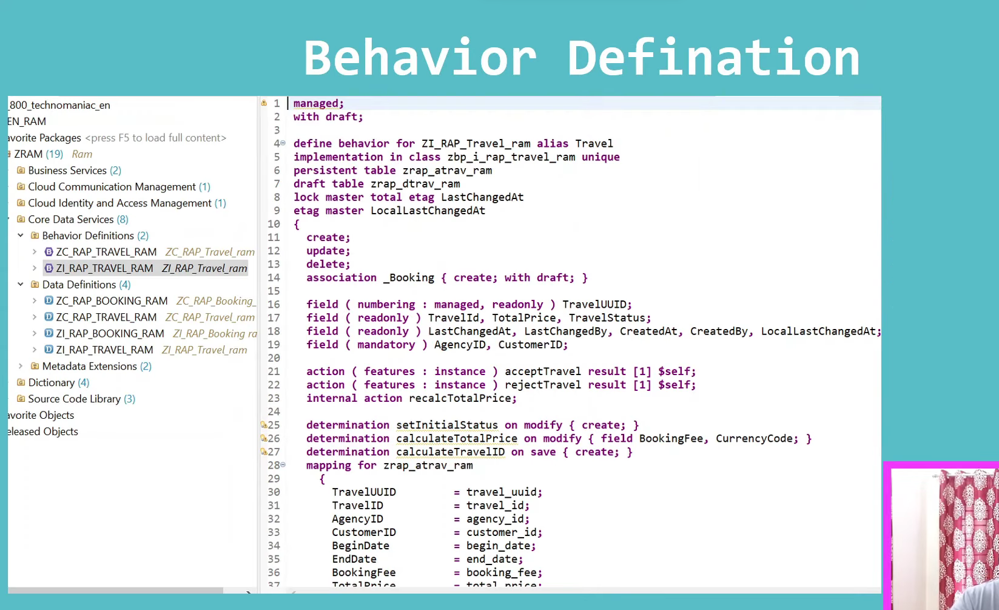 Behavior Defination
_800_technomaniac_en
EN_RAM
avorite Packages <press F5 to load full content>
ZRAM (19) Ram
Business Services (2)
Cloud Communication Management (1)
Cloud Identity and Access Management (1)
Core Data Services (8)
Behavior Definitions (2)
ZC_RAP_TRAVEL_RAM ZC_RAP_Travel_ram
ZI_RAP_TRAVEL_RAM ZI_RAP_Travel_ram
Data Definitions (4)
ZC_RAP_BOOKING_RAM ZC_RAP_Booking_
ZC_RAP_TRAVEL_RAM ZC_RAP_Travel_ram
ZI_RAP_BOOKING_RAM ZI_RAP_Booking ra
ZI_RAP_TRAVEL_RAM ZI_RAP_Travel_ram
Metadata Extensions (2)
Dictionary (4)
Source Code Library (3)
avorite Objects
eleased Objects
1 managed;
2 with draft;
3
4 define behavior for ZI_RAP_Travel_ram alias Travel
5 implementation in class zbp_i_rap_travel_ram unique
6 persistent table zrap_atrav_ram
7 draft table zrap_dtrav_ram
8 lock master total etag LastChangedAt
9 etag master LocalLastChangedAt
10 {
11 create;
12 update;
13 delete;
14 association _Booking { create; with draft; }
15
16 field ( numbering : managed, readonly ) TravelUUID;
17 field ( readonly ) TravelId, TotalPrice, TravelStatus;
18 field ( readonly ) LastChangedAt, LastChangedBy, CreatedAt, CreatedBy, LocalLastChangedAt;
19 field ( mandatory ) AgencyID, CustomerID;
20
21 action ( features : instance ) acceptTravel result [1] $self;
22 action ( features : instance ) rejectTravel result [1] $self;
23 internal action recalcTotalPrice;
24
25 determination setInitialStatus on modify { create; }
26 determination calculateTotalPrice on modify { field BookingFee, CurrencyCode; }
27 determination calculateTravelID on save { create; }
28 mapping for zrap_atrav_ram
29 {
30 TravelUUID = travel_uuid;
31 TravelID = travel_id;
32 AgencyID = agency_id;
33 CustomerID = customer_id;
34 BeginDate = begin_date;
35 EndDate = end_date;
36 BookingFee = booking_fee;
37 TotalPrice = total_price;